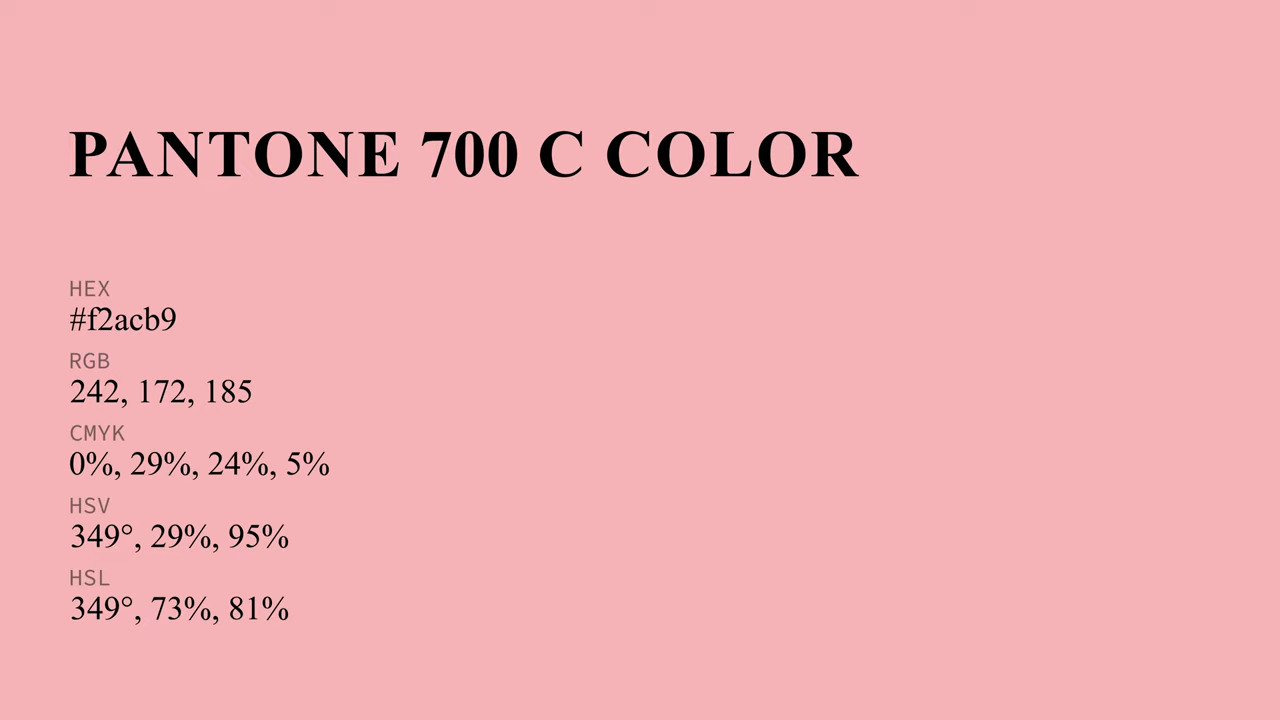 PANTONE 700 C COLOR
HEX
#f2acb9
RGB
242, 172, 185
CMYK
0%, 29%, 24%, 5%
HSV
349°, 29%, 95%
HSL
349°, 73%, 81%